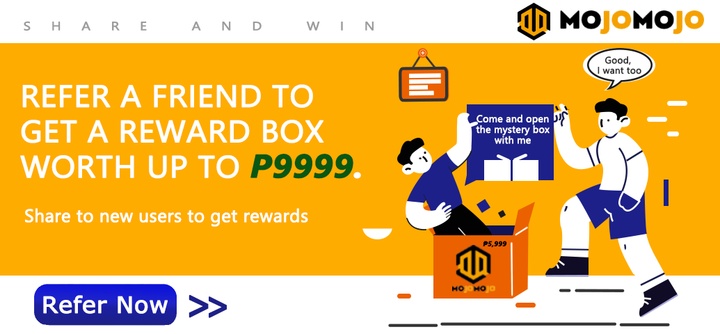 SHARE AND WIN
MOJOMOJO
REFER A FRIEND TO
GET A REWARD BOX
WORTH UP TO P9999.
Share to new users to get rewards
Good,
I want too
Come and open
the mystery box
with me
₱5,999
MOJOMOJO
Refer Now >>